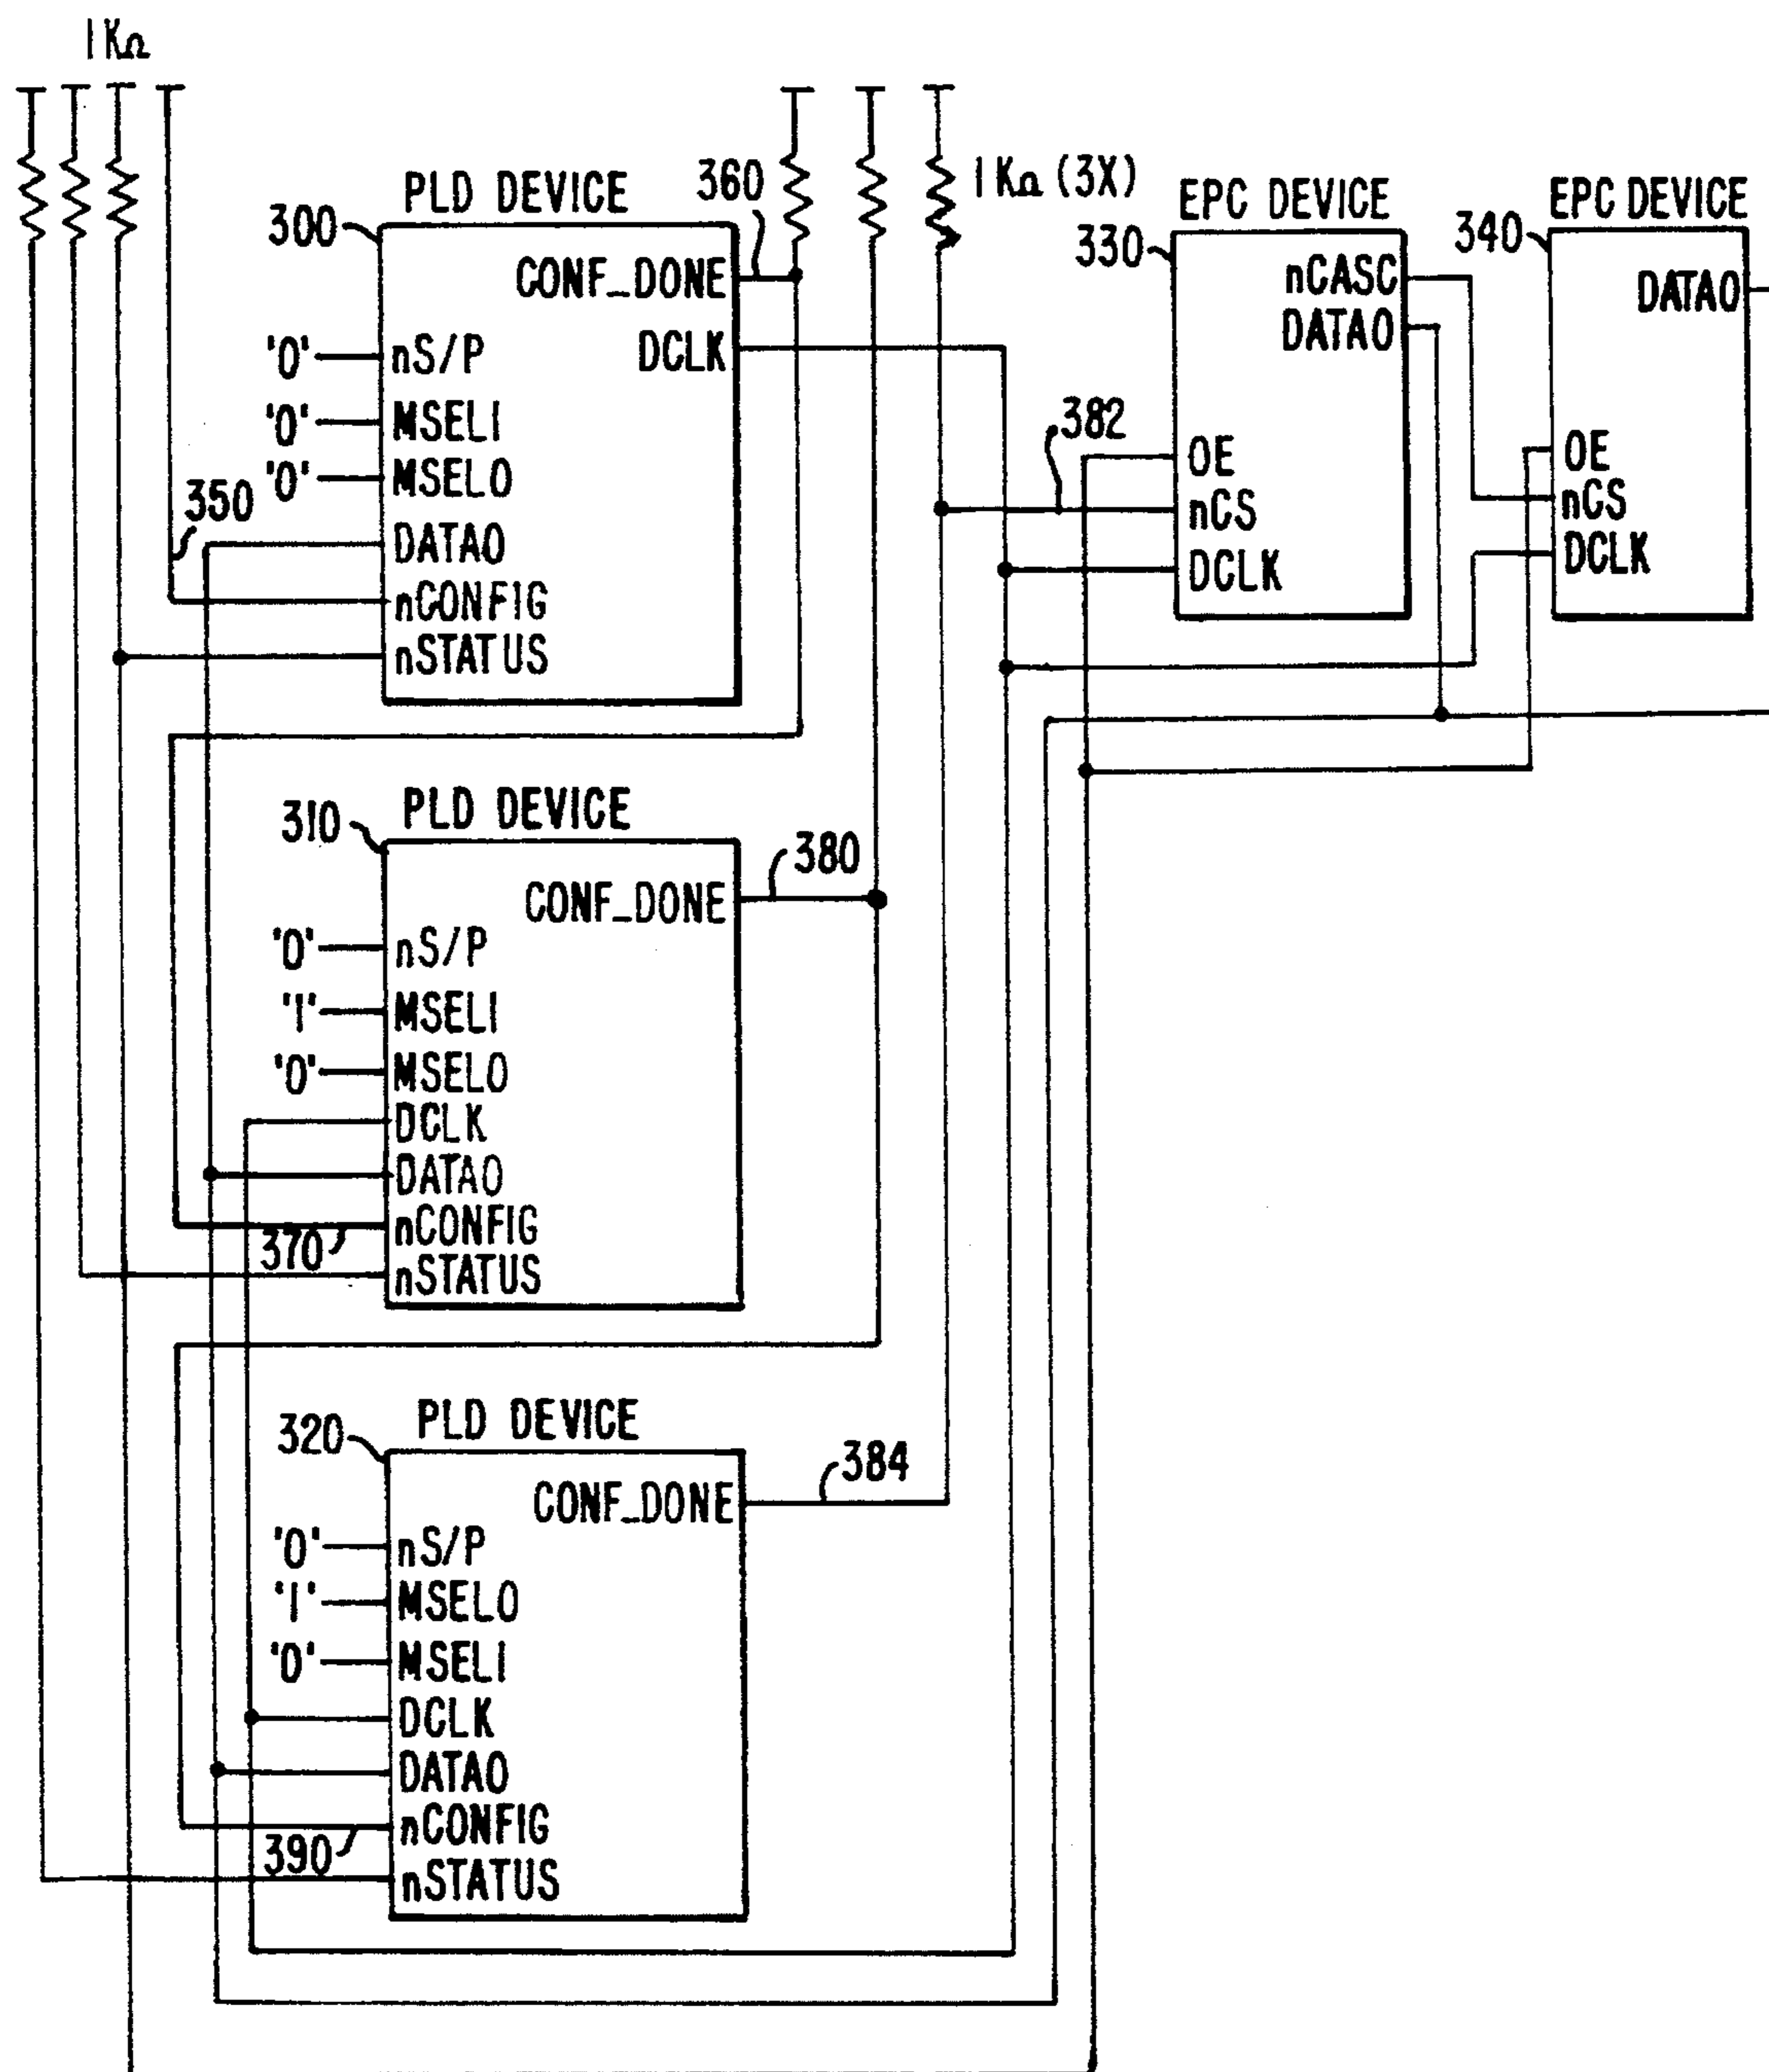 1KΩ
PLD DEVICE
300
360
CONF_DONE
DCLK
'0' nS/P
'0' MSEL1
'0' MSEL0
350
DATA0
nCONFIG
nSTATUS
1KΩ (3X)
EPC DEVICE
330
nCASC
DATA0
382
OE
nCS
DCLK
EPC DEVICE
340
DATA0
OE
nCS
DCLK
PLD DEVICE
310
380
CONF_DONE
'0' nS/P
'1' MSEL1
'0' MSEL0
DCLK
DATA0
nCONFIG
370
nSTATUS
PLD DEVICE
320
384
CONF_DONE
'0' nS/P
'1' MSEL0
'0' MSEL1
DCLK
DATA0
nCONFIG
390
nSTATUS